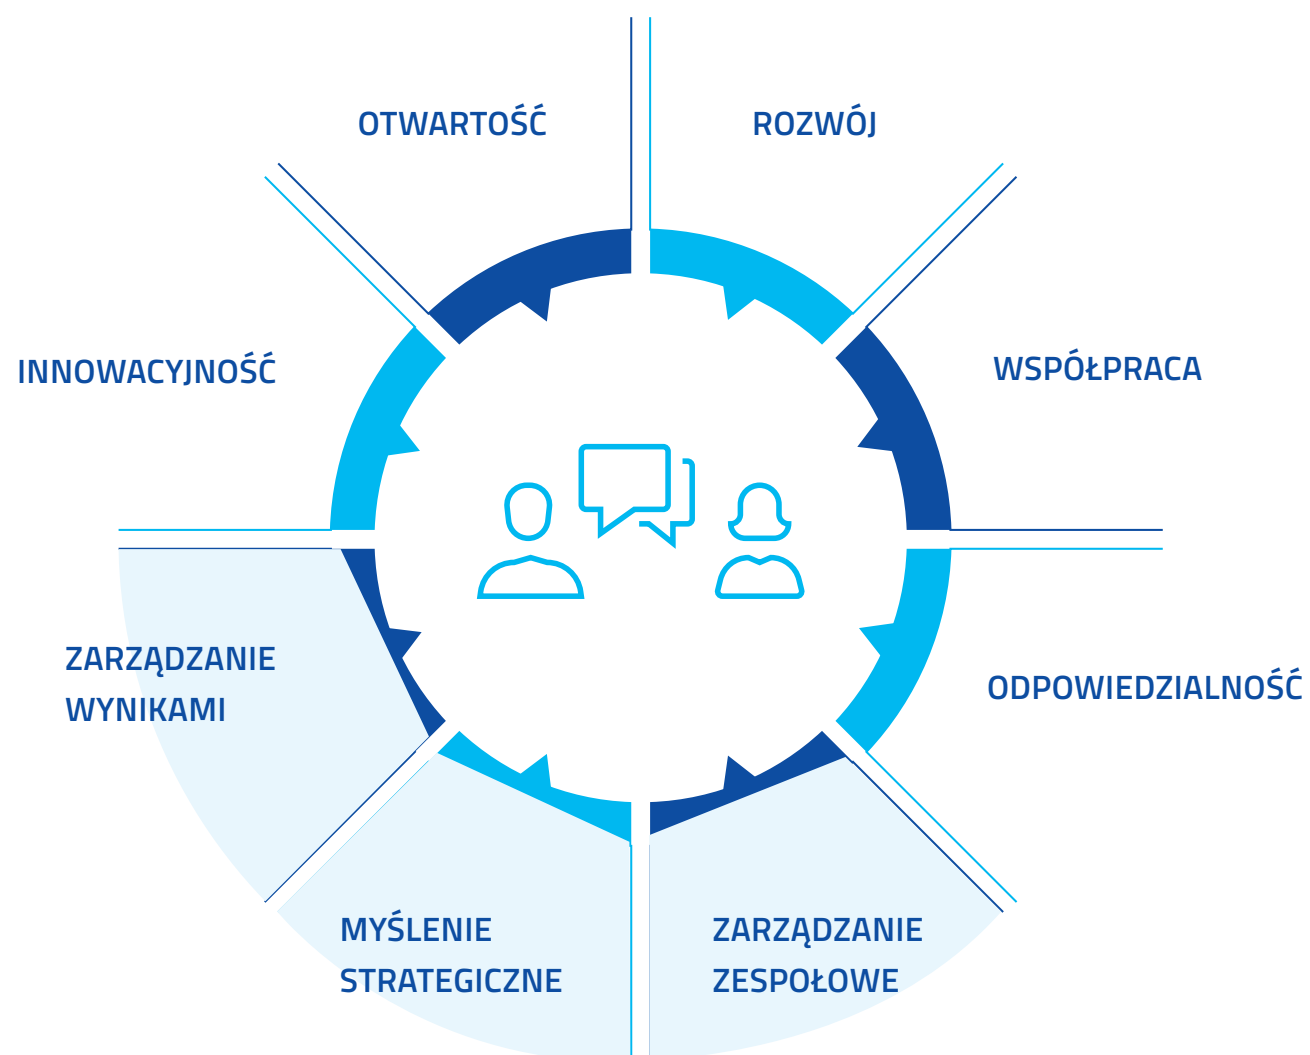 OTWARTOŚĆ
ROZWÓJ
INNOWACYJNOŚĆ
WSPÓŁPRACA
ZARZĄDZANIE
WYNIKAMI
ODPOWIEDZIALNOŚĆ
MYŚLENIE
STRATEGICZNE
ZARZĄDZANIE
ZESPOŁOWE